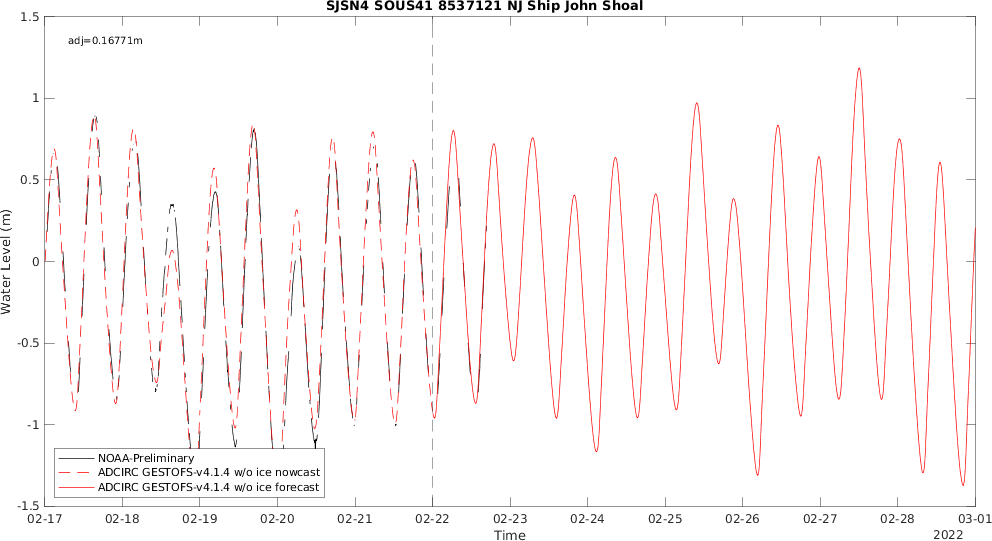 SJSN4 SOUS41 8537121 NJ Ship John Shoal
1.5
adj=0.16771m
1
0.5
0
-0.5
-1
-1.5
Water Level (m)
NOAA-Preliminary
ADCIRC GESTOFS-v4.1.4 w/o ice nowcast
ADCIRC GESTOFS-v4.1.4 w/o ice forecast
02-17 02-18 02-19 02-20 02-21 02-22 02-23 02-24 02-25 02-26 02-27 02-28 03-01
Time
2022